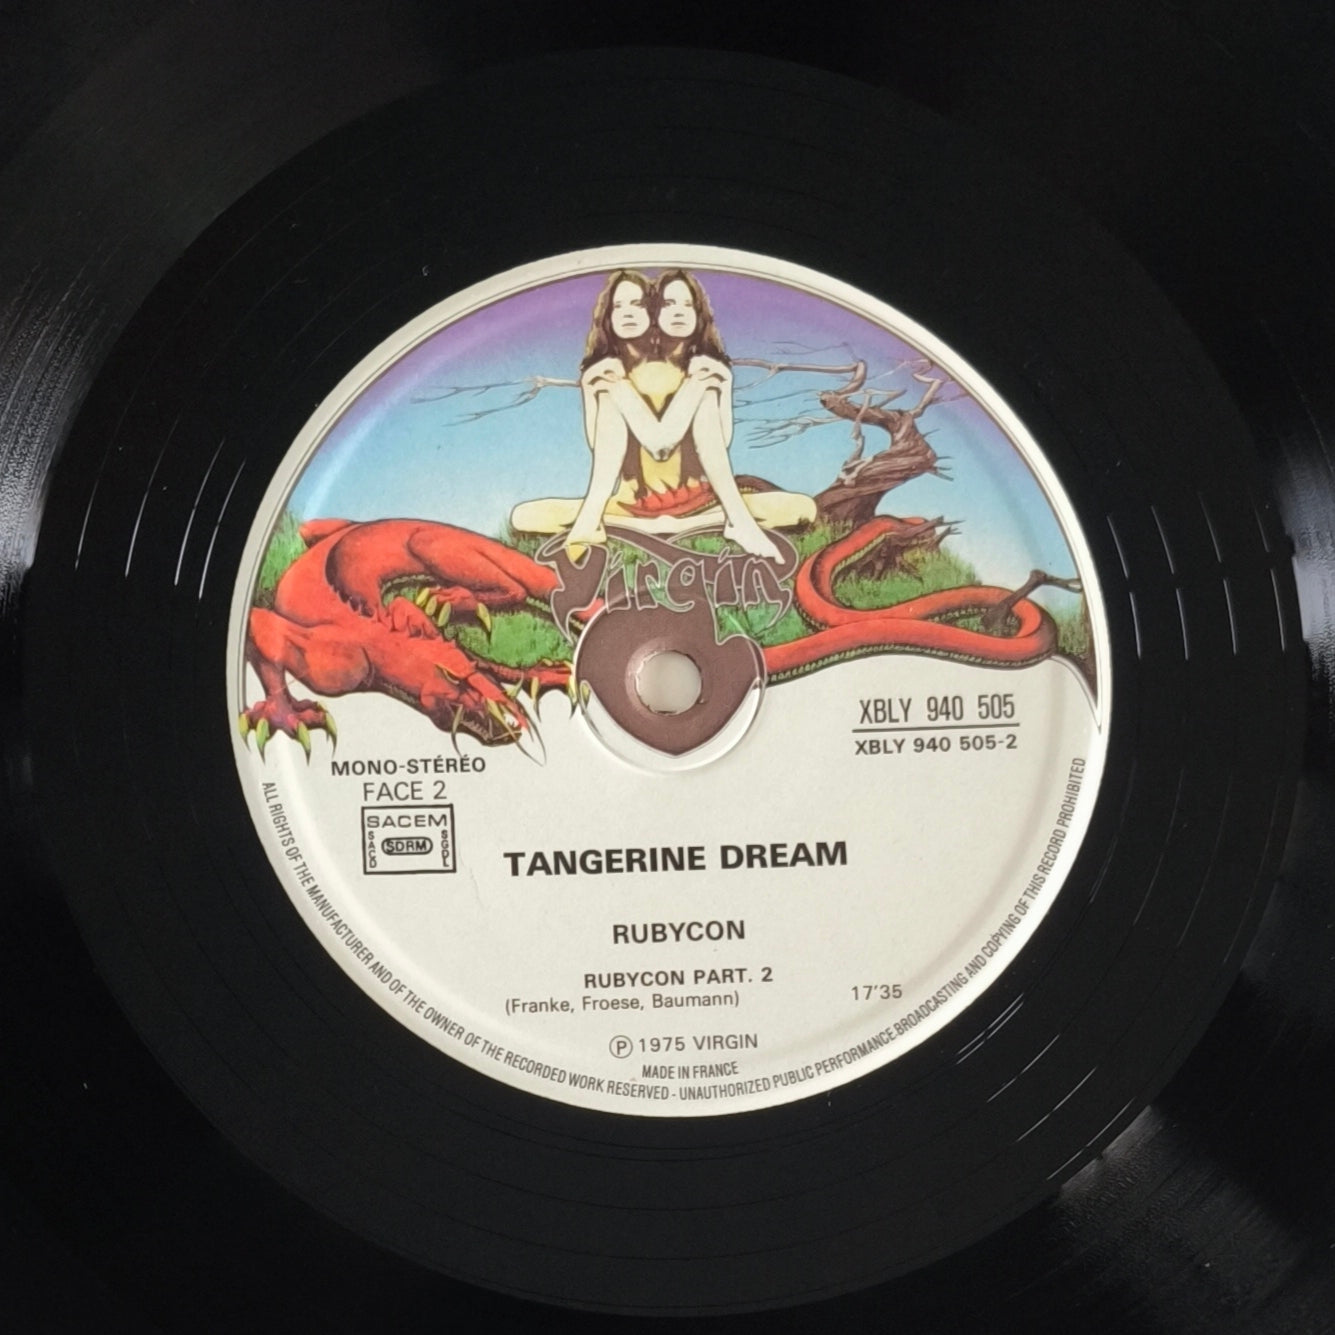 Virgin
XBLY 940 505
XBLY 940 505-2
MONO-STÉRÉO
FACE 2
SACEM
SACD
SDRM
SGDL
TANGERINE DREAM
RUBYCON
RUBYCON PART. 2
(Franke, Froese, Baumann)
17'35
Ⓟ 1975 VIRGIN
MADE IN FRANCE
ALL RIGHTS OF THE MANUFACTURER AND OF THE OWNER OF THE RECORDED WORK RESERVED - UNAUTHORIZED PUBLIC PERFORMANCE.BROADCASTING AND COPYING OF THIS RECORD PROHIBITED